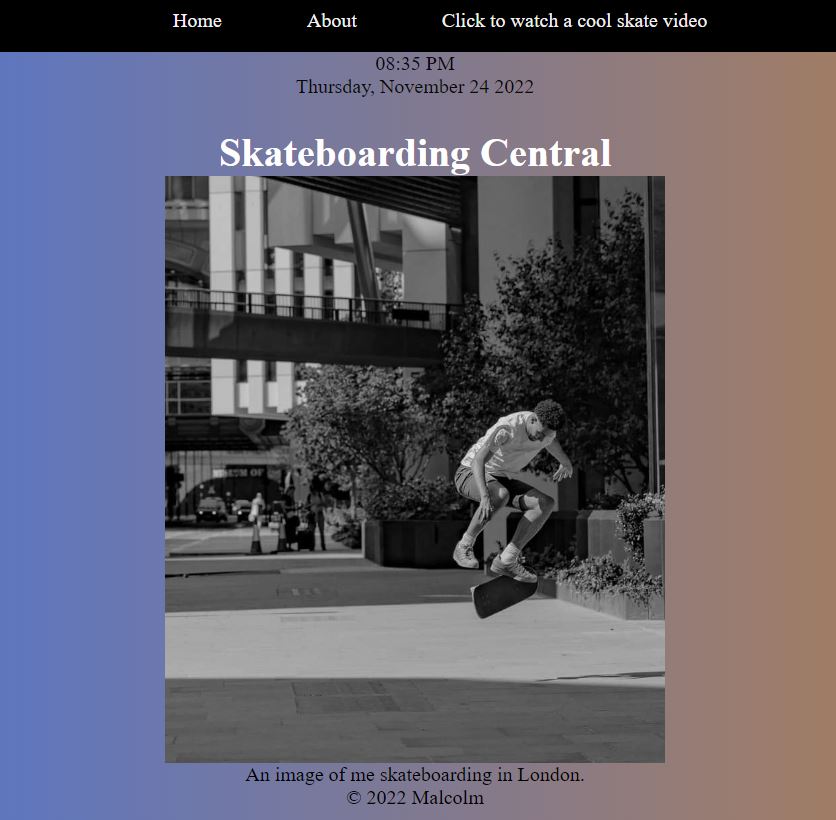 Home About Click to watch a cool skate video
08:35 PM
Thursday, November 24 2022
Skateboarding Central
An image of me skateboarding in London.
© 2022 Malcolm